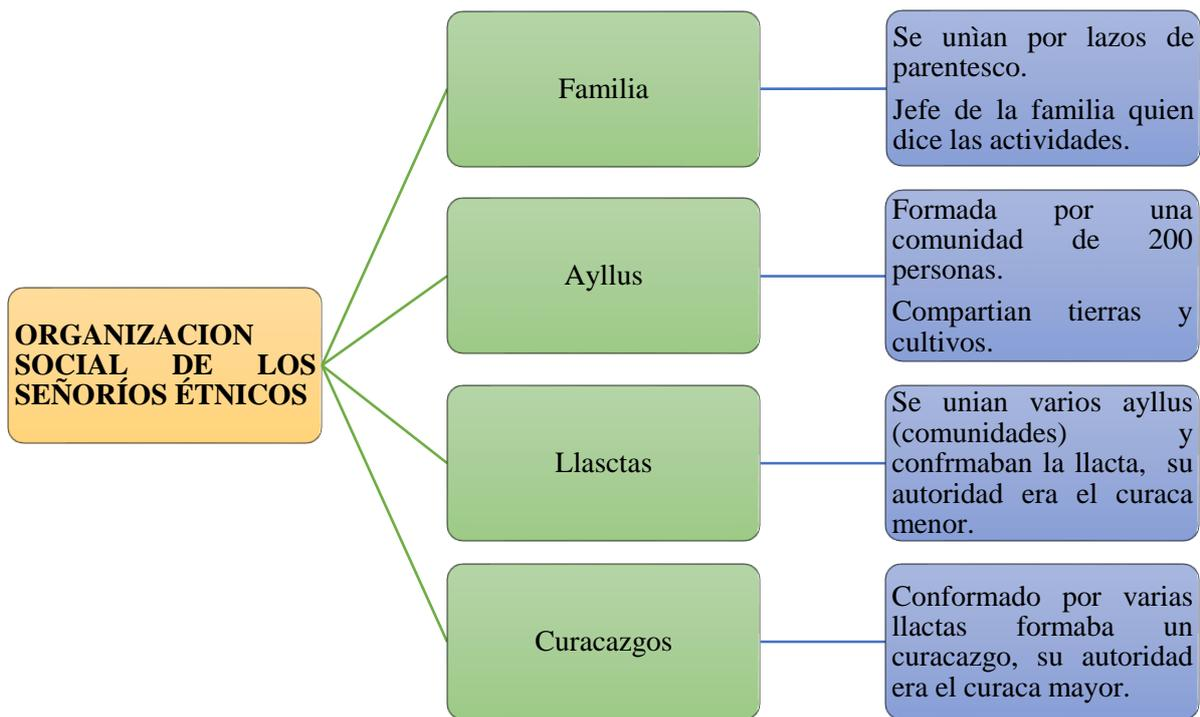 ORGANIZACION
SOCIAL DE LOS
SEÑORÍOS ÉTNICOS
Familia
Se unìan por lazos de
parentesco.
Jefe de la familia quien
dice las actividades.
Ayllus
Formada por una
comunidad de 200
personas.
Compartian tierras y
cultivos.
Llasctas
Se unian varios ayllus
(comunidades) y
confrmaban la llacta, su
autoridad era el curaca
menor.
Curacazgos
Conformado por varias
llactas formaba un
curacazgo, su autoridad
era el curaca mayor.